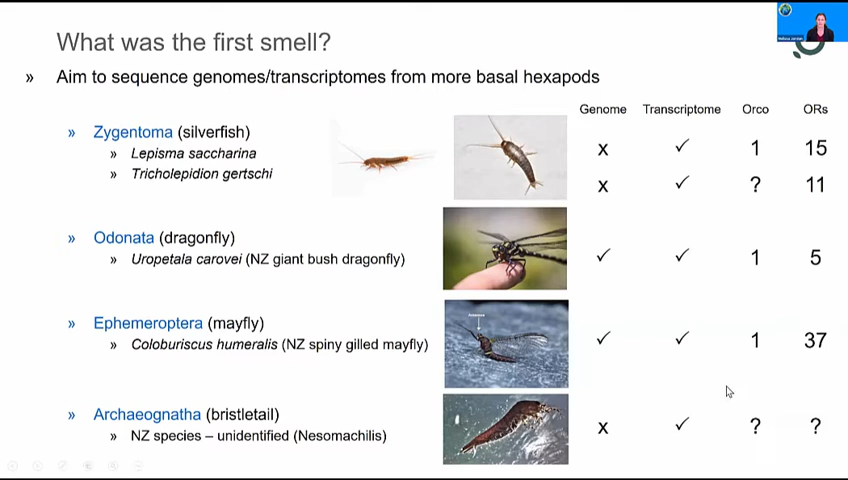 What was the first smell?
» Aim to sequence genomes/transcriptomes from more basal hexapods
Genome Transcriptome Orco ORs
» Zygentoma (silverfish)
» Lepisma saccharina x ✓ 1 15
» Tricholepidion gertschi x ✓ ? 11
» Odonata (dragonfly)
» Uropetala carovei (NZ giant bush dragonfly) ✓ ✓ 1 5
» Ephemeroptera (mayfly)
» Coloburiscus humeralis (NZ spiny gilled mayfly) ✓ ✓ 1 37
» Archaeognatha (bristletail)
» NZ species – unidentified (Nesomachilis) x ✓ ? ?